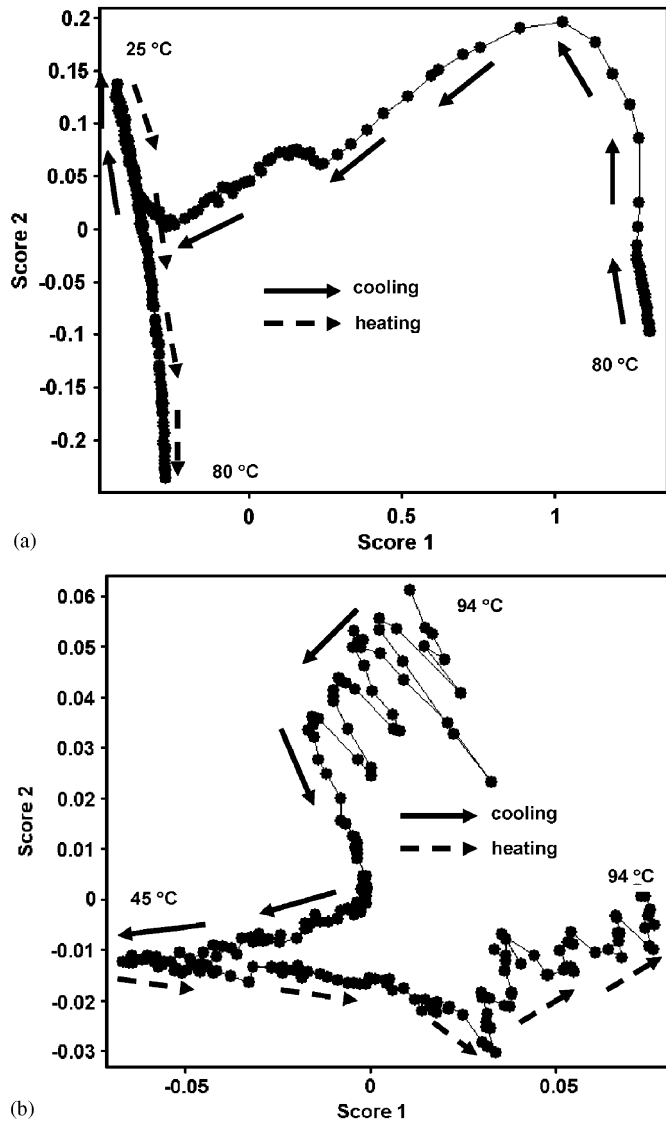 0.2
25 °C
0.15
0.1
0.05
0
-0.05
cooling
-0.1
heating
80 °C
-0.15
-0.2
80 °C
Score 2
0 0.5 1
Score 1
(a)
0.06
94 °C
0.05
0.04
0.03
0.02
cooling
0.01
heating
94 °C
0
45 °C
-0.01
-0.02
-0.03
Score 2
-0.05 0 0.05
Score 1
(b)